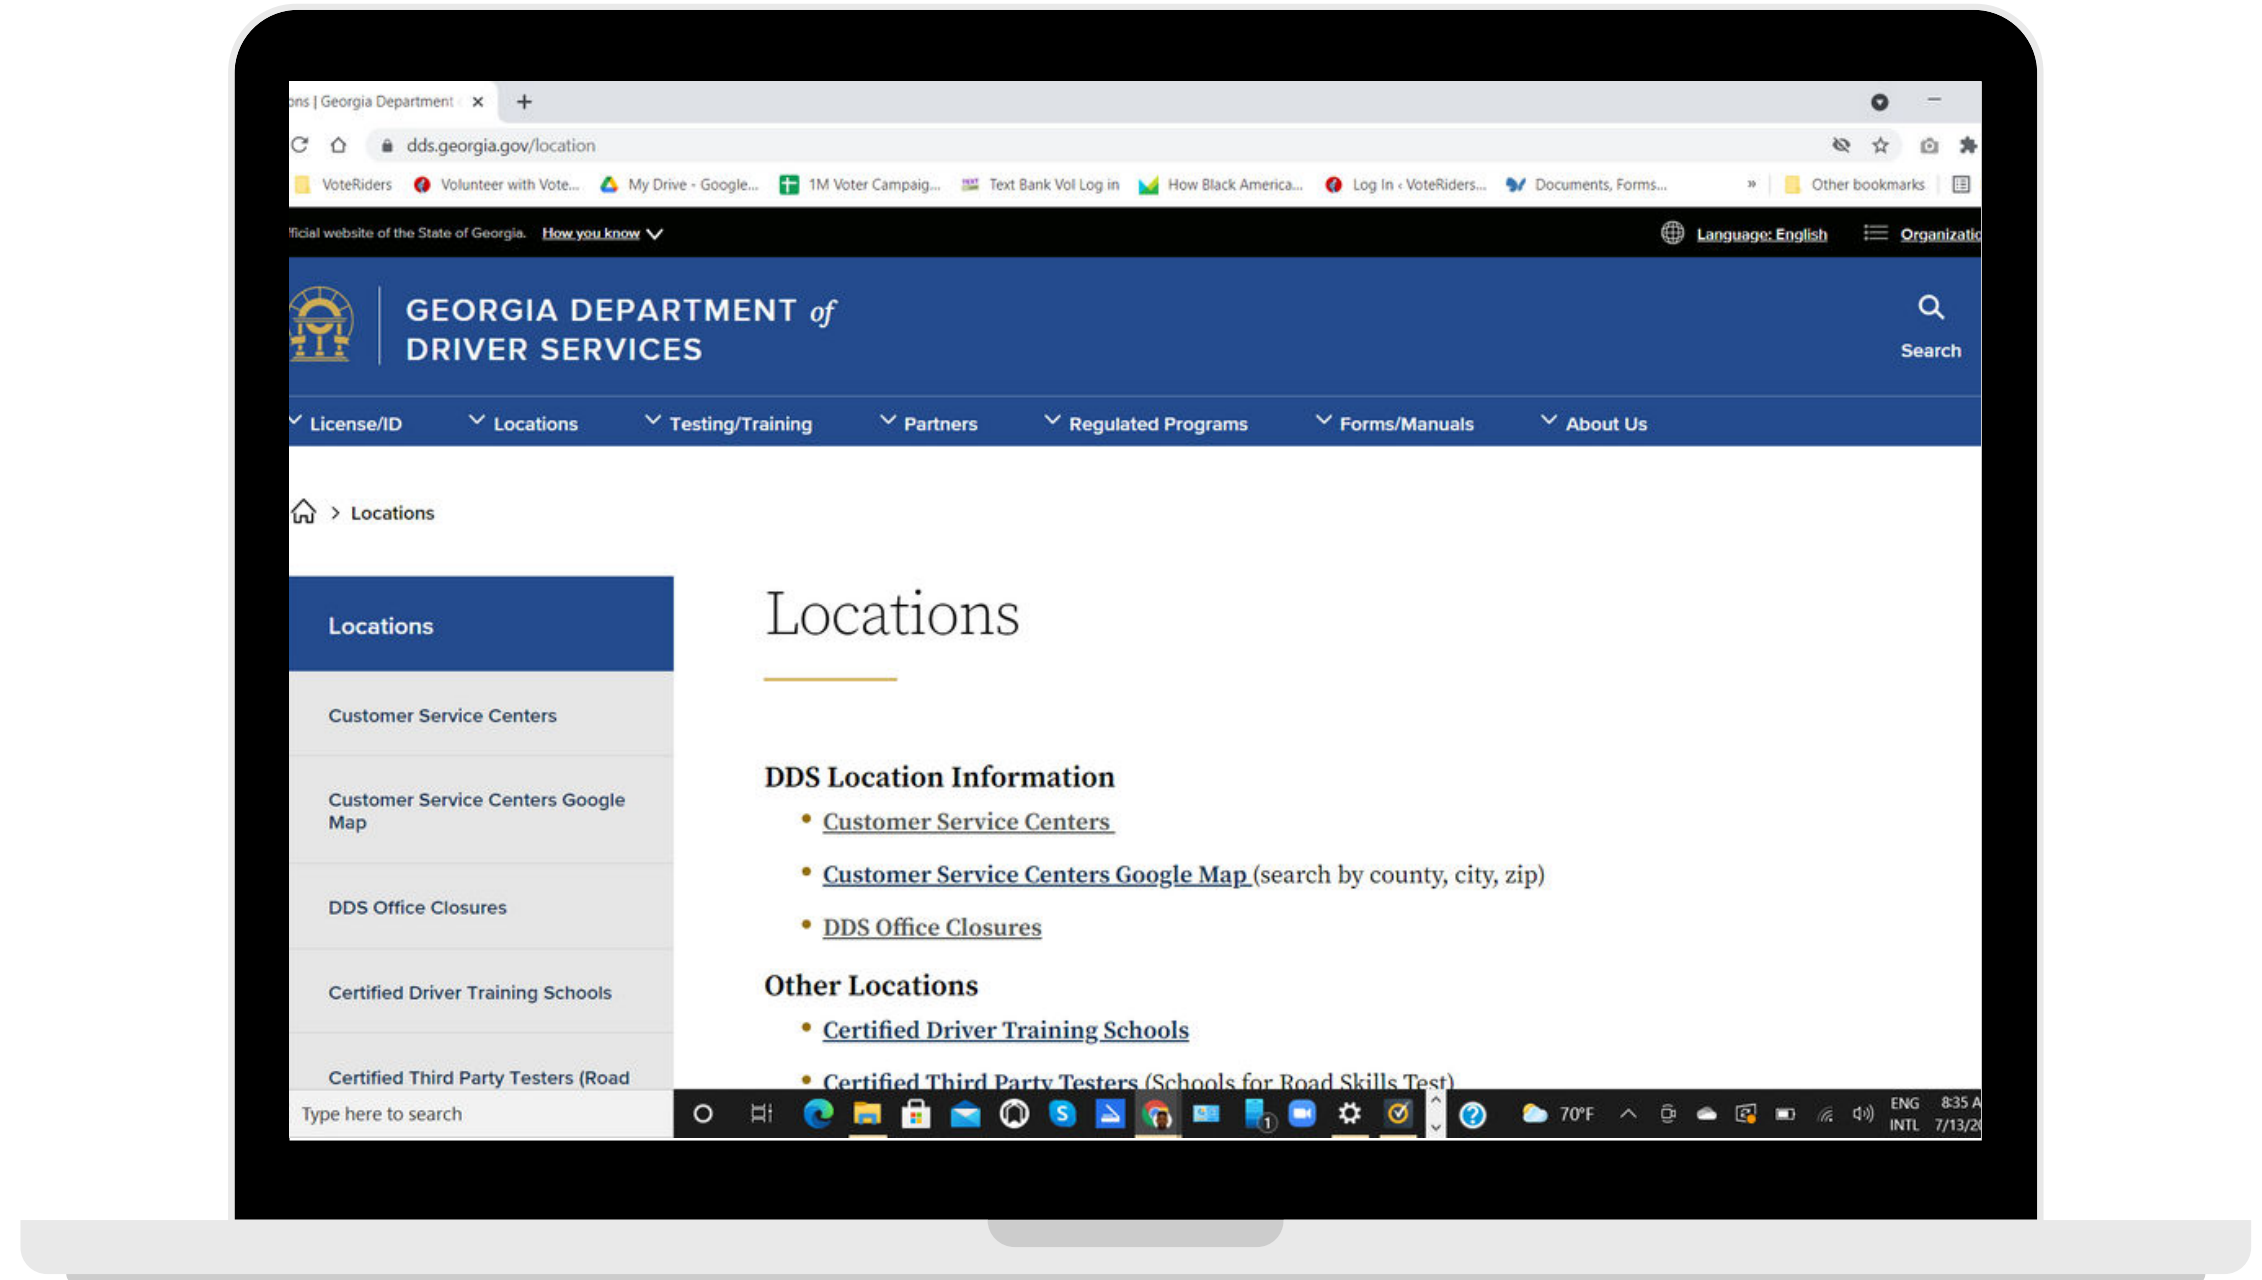 ons | Georgia Department
dds.georgia.gov/location
VoteRiders Volunteer with Vote... My Drive - Google... 1M Voter Campaig... Text Bank Vol Log in How Black America... Log In ‹ VoteRiders... Documents, Forms... » Other bookmarks
fficial website of the State of Georgia. How you know Language: English Organizatio
GEORGIA DEPARTMENT of
DRIVER SERVICES
Search
License/ID Locations Testing/Training Partners Regulated Programs Forms/Manuals About Us
> Locations
Locations
Customer Service Centers
Customer Service Centers Google
Map
DDS Office Closures
Certified Driver Training Schools
Certified Third Party Testers (Road
Locations
DDS Location Information
• Customer Service Centers
• Customer Service Centers Google Map (search by county, city, zip)
• DDS Office Closures
Other Locations
• Certified Driver Training Schools
• Certified Third Party Testers (Schools for Road Skills Test)
Type here to search
1
70°F
ENG 8:35 A
INTL 7/13/20